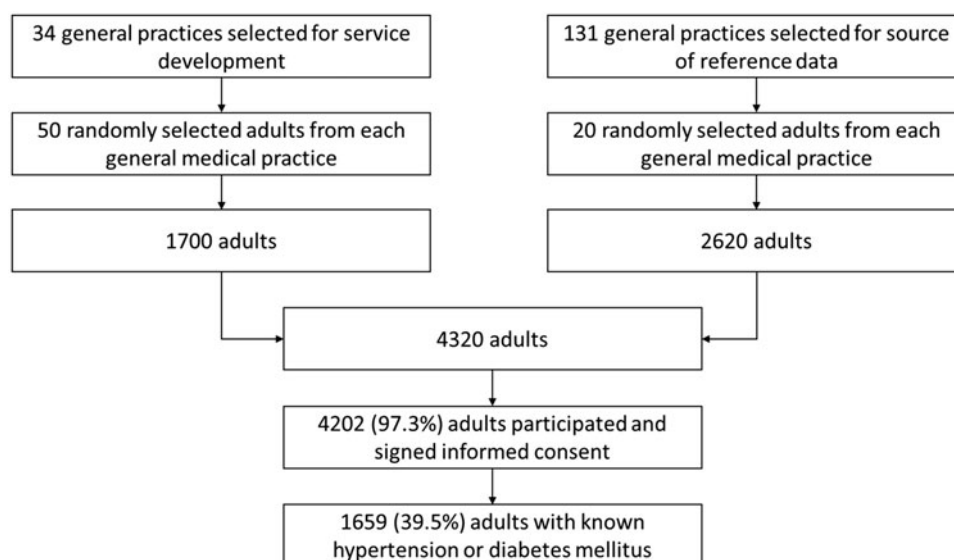 34 general practices selected for service
development
131 general practices selected for source
of reference data
50 randomly selected adults from each
general medical practice
20 randomly selected adults from each
general medical practice
1700 adults
2620 adults
4320 adults
4202 (97.3%) adults participated and
signed informed consent
1659 (39.5%) adults with known
hypertension or diabetes mellitus